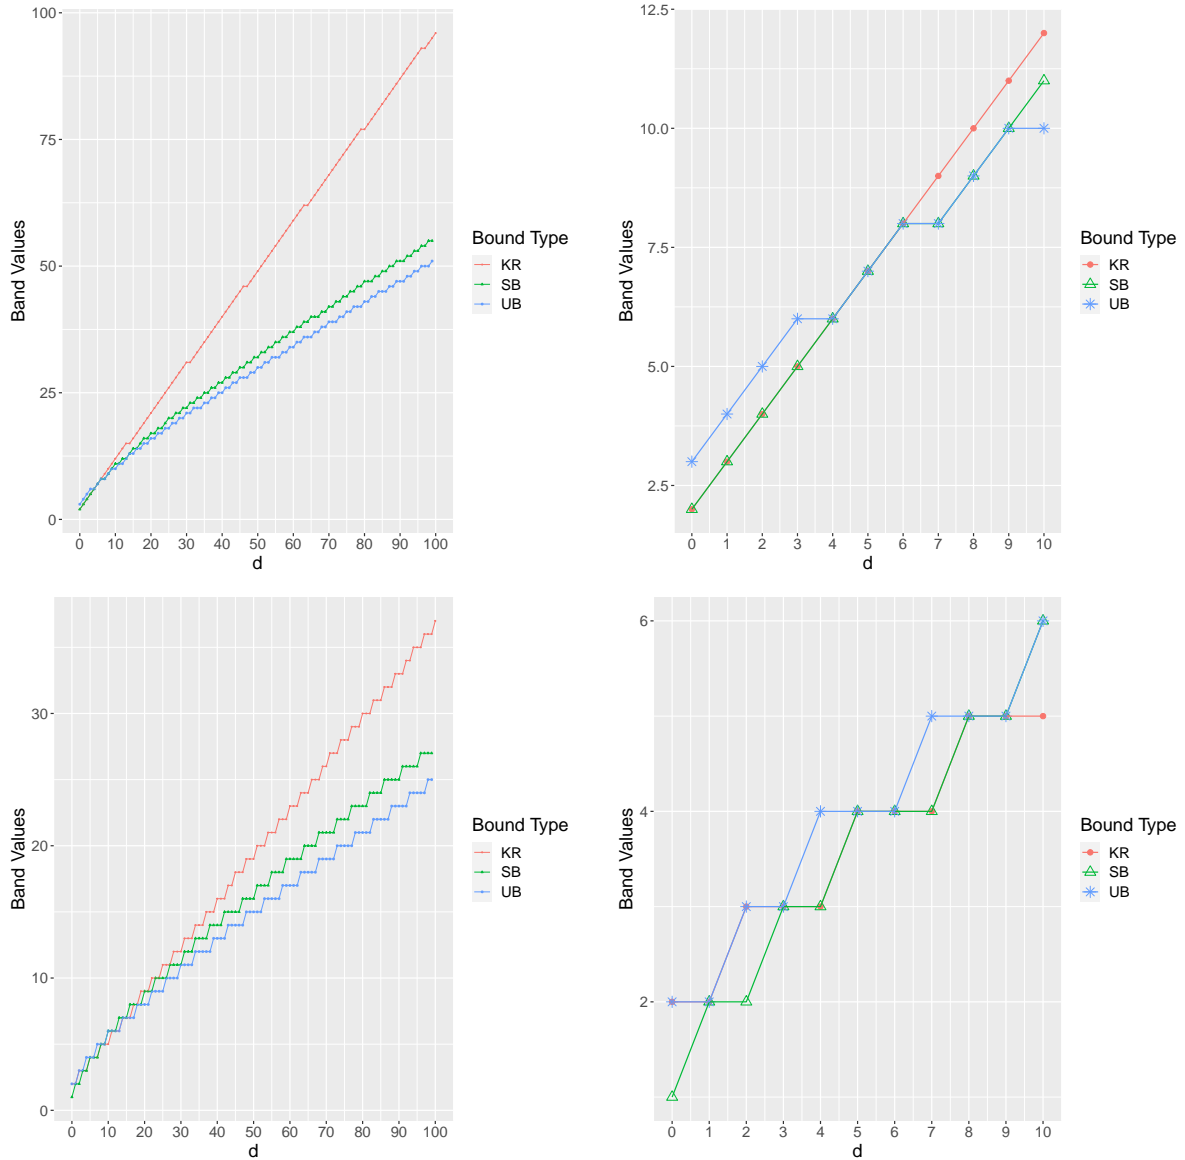 100
75
50
25
0
Band Values
0 10 20 30 40 50 60 70 80 90 100
d
Bound Type
KR
SB
UB
12.5
10.0
7.5
5.0
2.5
Band Values
0 1 2 3 4 5 6 7 8 9 10
d
Bound Type
KR
SB
UB
30
20
10
0
Band Values
0 10 20 30 40 50 60 70 80 90 100
d
Bound Type
KR
SB
UB
6
4
2
Band Values
0 1 2 3 4 5 6 7 8 9 10
d
Bound Type
KR
SB
UB